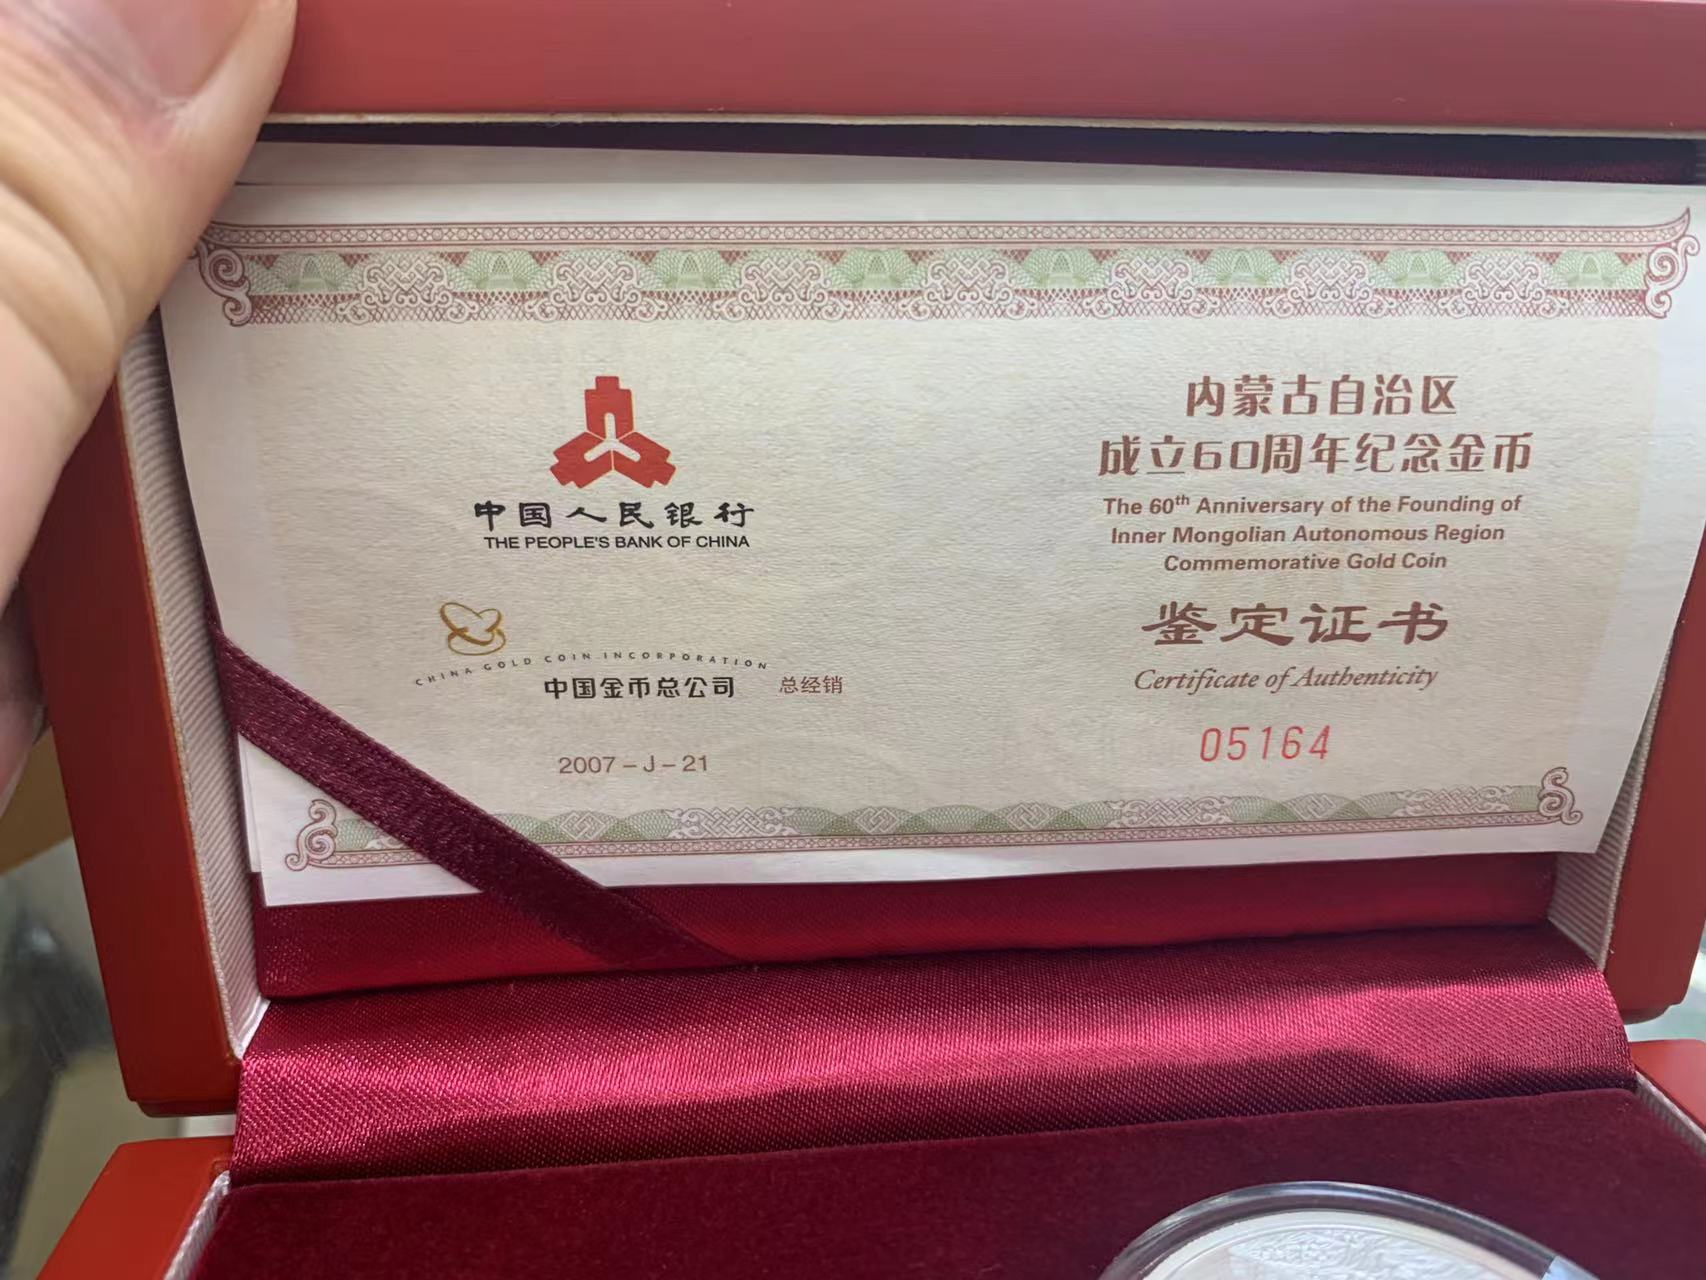 中国人民银行
THE PEOPLE'S BANK OF CHINA
CHINA GOLD COIN INCORPORATION
中国金币总公司 总经销
2007-J-21
内蒙古自治区
成立60周年纪念金币
The 60th Anniversary of the Founding of
Inner Mongolian Autonomous Region
Commemorative Gold Coin
鉴定证书
Certificate of Authenticity
05164